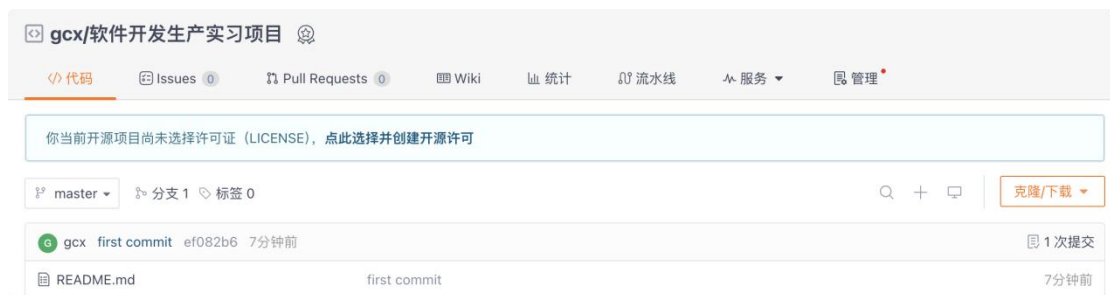 gcx/软件开发生产实习项目
代码 Issues 0 Pull Requests 0 Wiki 统计 流水线 服务 管理
你当前开源项目尚未选择许可证（LICENSE），点此选择并创建开源许可
master 分支 1 标签 0 克隆/下载
G gcx first commit ef082b6 7分钟前 1 次提交
README.md first commit 7分钟前